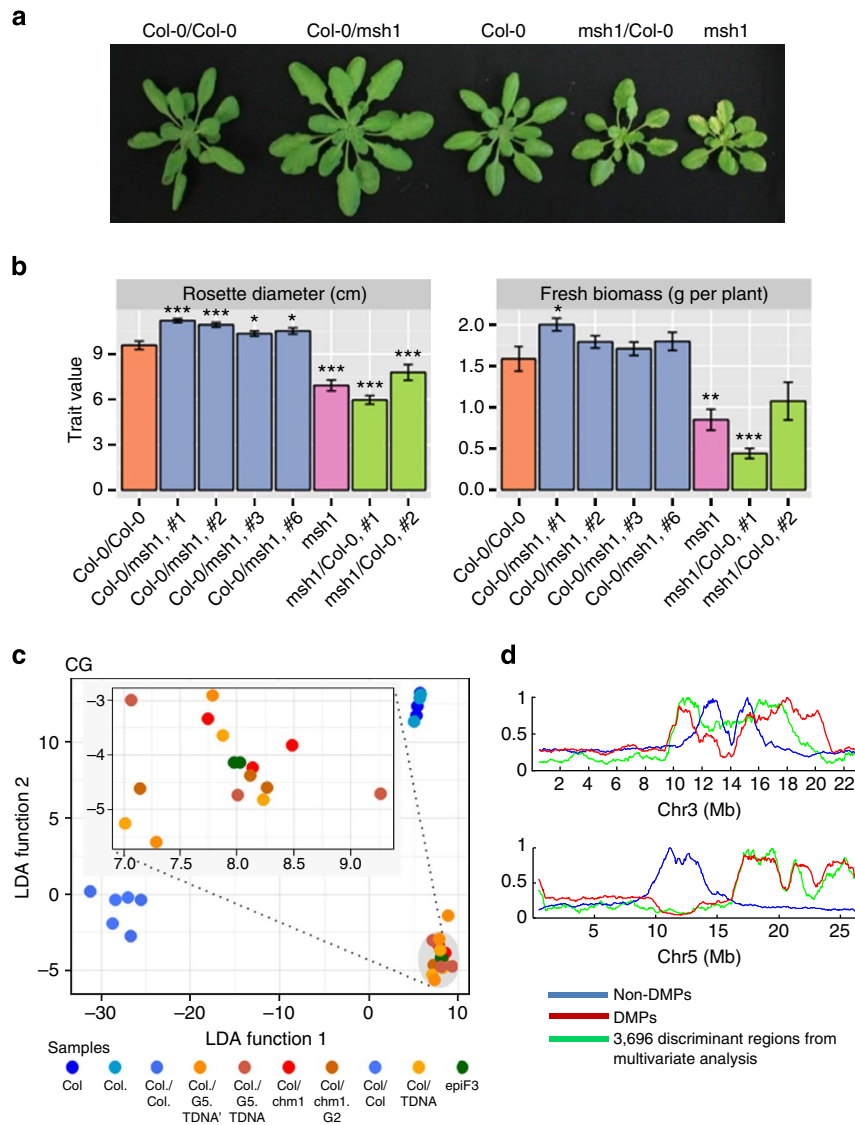 a
Col-0/Col-0 Col-0/msh1 Col-0 msh1/Col-0 msh1
b
Rosette diameter (cm)
Trait value
9
6
3
0
*** *** * * *** *** ***
Col-0/Col-0
Col-0/msh1, #1
Col-0/msh1, #2
Col-0/msh1, #3
Col-0/msh1, #6
msh1
msh1/Col-0, #1
msh1/Col-0, #2
Fresh biomass (g per plant)
2.0
1.5
1.0
0.5
0.0
* ** ***
Col-0/Col-0
Col-0/msh1, #1
Col-0/msh1, #2
Col-0/msh1, #3
Col-0/msh1, #6
msh1
msh1/Col-0, #1
msh1/Col-0, #2
c
CG
LDA function 2
10
5
0
−5
−3
−4
−5
7.0 7.5 8.0 8.5 9.0
−30 −20 −10 0 10
LDA function 1
Samples
Col
Col.
Col./
Col.
Col./
G5.
TDNA'
Col./
G5.
TDNA
Col/
chm1
Col/
chm1.
G2
Col/
Col
Col/
TDNA
epiF3
d
1
0.5
0
2 4 6 8 10 12 14 16 18 20 22
Chr3 (Mb)
1
0.5
0
5 10 15 20 25
Chr5 (Mb)
Non-DMPs
DMPs
3,696 discriminant regions from
multivariate analysis